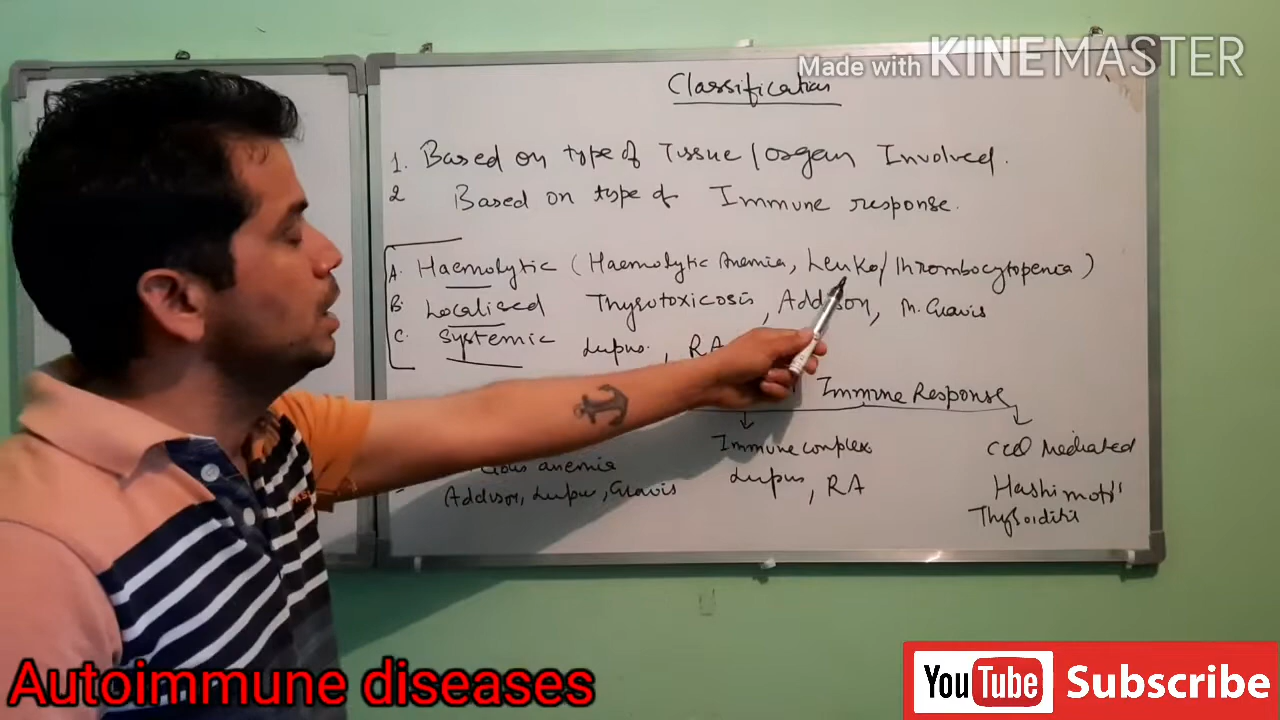 Made with KINEMASTER
Classification
1. Based on type of Tissue/organ Involved.
2 Based on type of Immune response.
A. Haemolytic (Haemolytic Anemia, Leuko/Thrombocytopenia)
B. Localised Thyrotoxicosis, Addison, M. Gravis
C. Systemic Lupus, RA
Immune Response
Immune complex
Lupus, RA
Cell Mediated
Hashimoti's
Thyroiditis
anemia
Addison, Lupus, Gravis
Autoimmune diseases
YouTube Subscribe